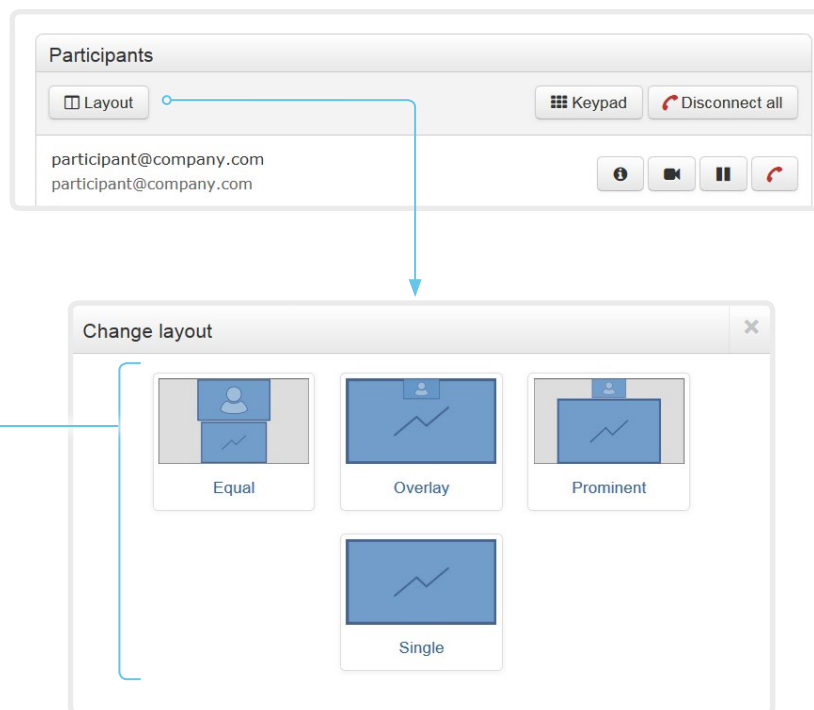 Participants
Layout
Keypad
Disconnect all
participant@company.com
participant@company.com
Change layout
Equal
Overlay
Prominent
Single